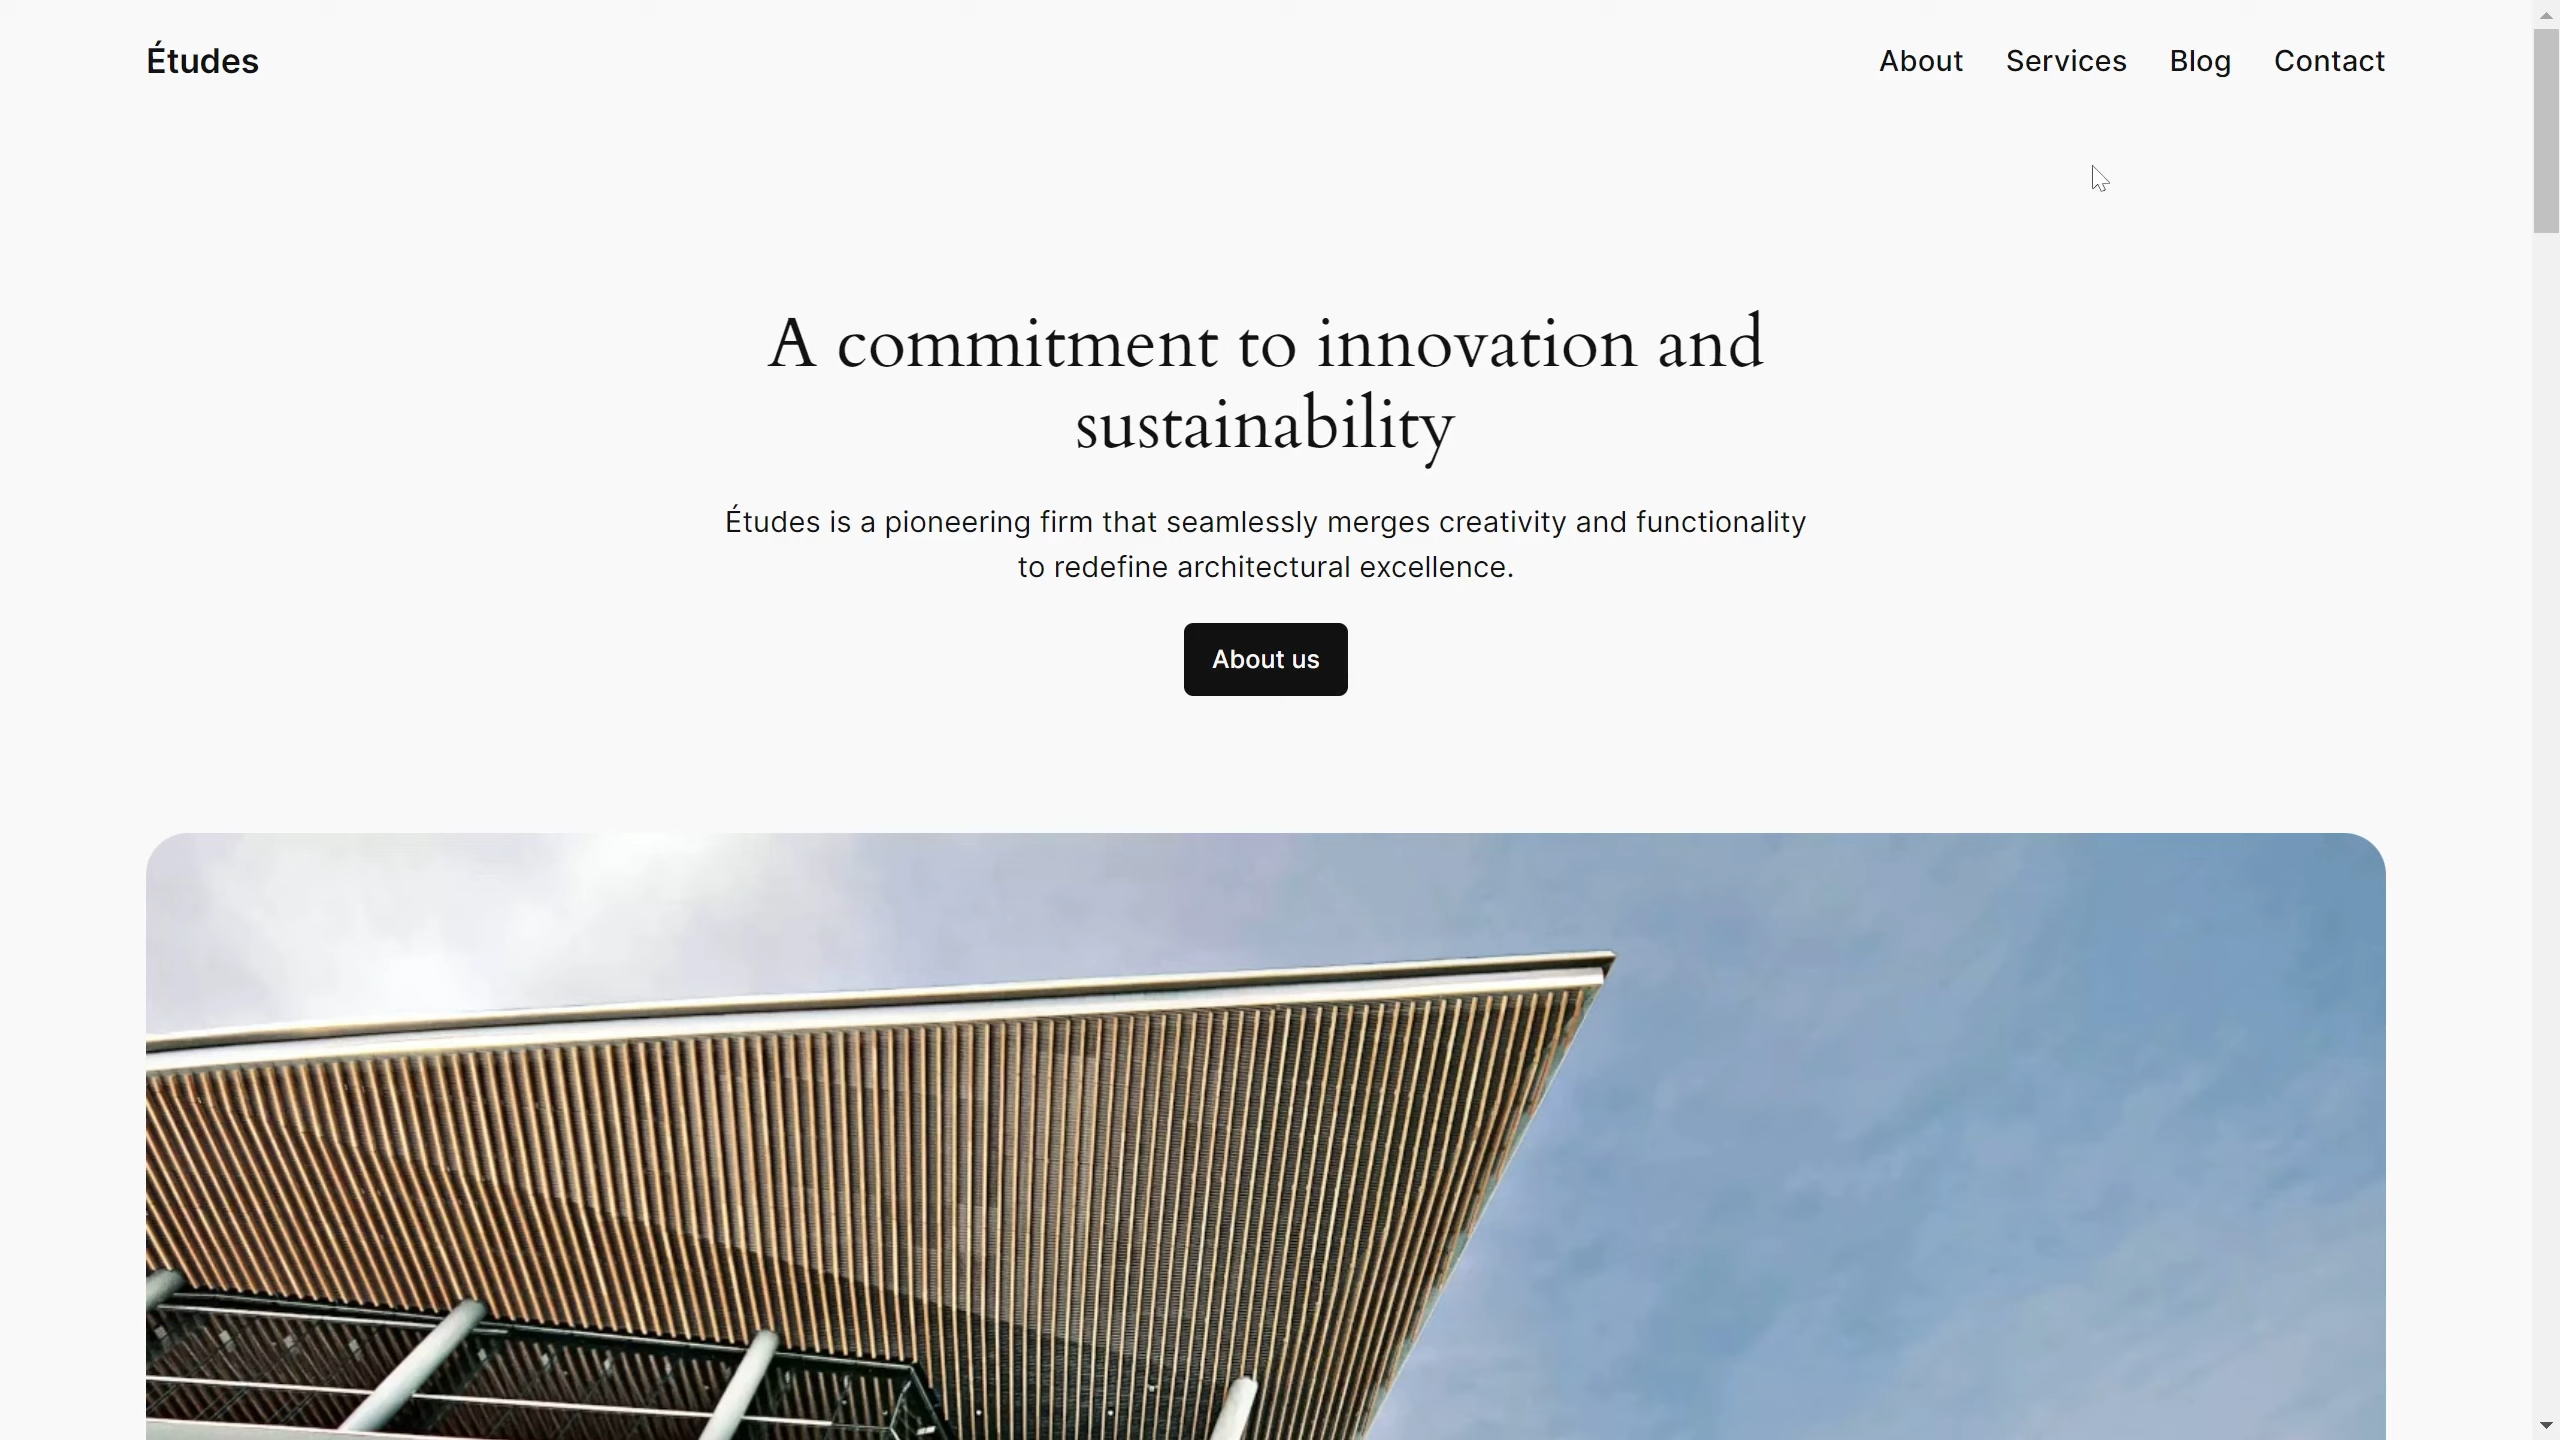 Études
About Services Blog Contact
A commitment to innovation and
sustainability
Études is a pioneering firm that seamlessly merges creativity and functionality
to redefine architectural excellence.
About us